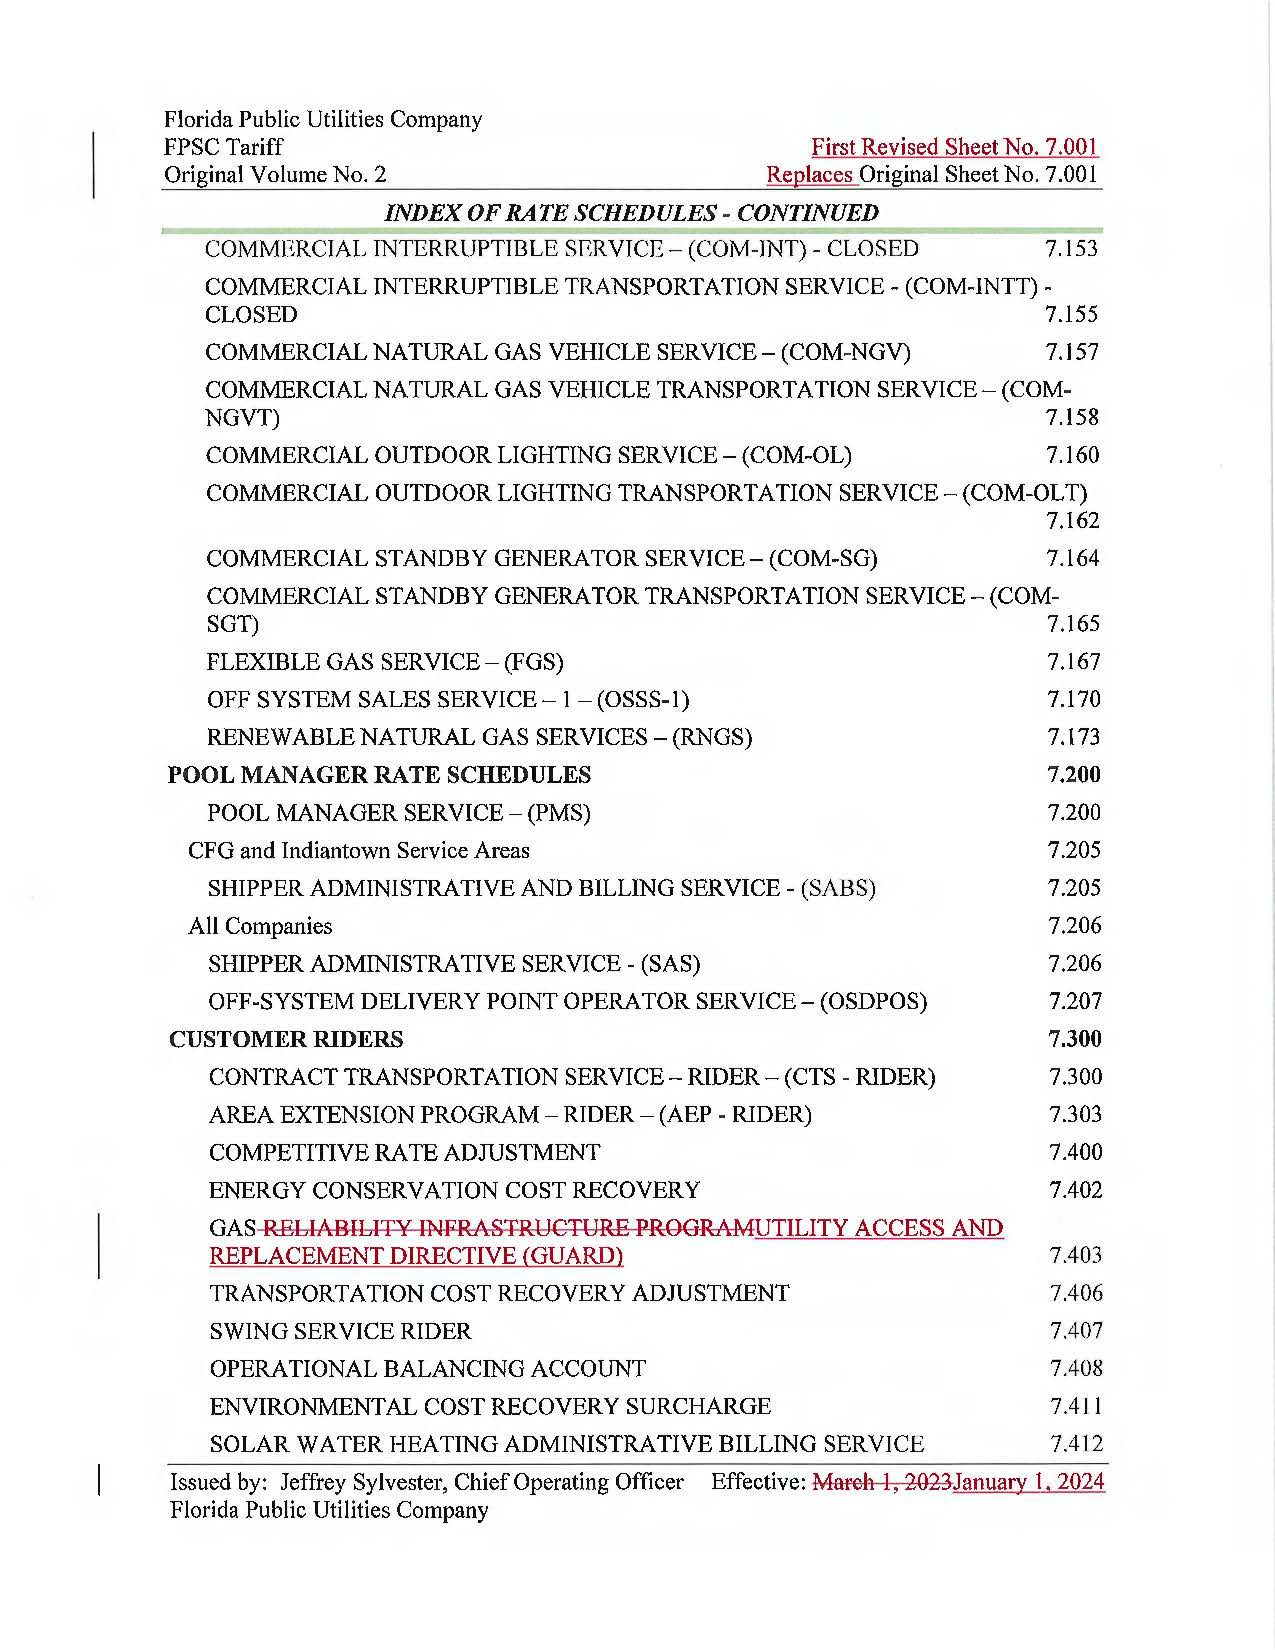 Florida Public Utilities Company
FPSC Tariff First Revised Sheet No. 7.001
Original Volume No. 2 Replaces Original Sheet No. 7.001
INDEX OF RATE SCHEDULES - CONTINUED
COMMERCIAL INTERRUPTIBLE SERVICE – (COM-INT) - CLOSED 7.153
COMMERCIAL INTERRUPTIBLE TRANSPORTATION SERVICE - (COM-INTT) -
CLOSED 7.155
COMMERCIAL NATURAL GAS VEHICLE SERVICE – (COM-NGV) 7.157
COMMERCIAL NATURAL GAS VEHICLE TRANSPORTATION SERVICE – (COM-
NGVT) 7.158
COMMERCIAL OUTDOOR LIGHTING SERVICE – (COM-OL) 7.160
COMMERCIAL OUTDOOR LIGHTING TRANSPORTATION SERVICE – (COM-OLT)
7.162
COMMERCIAL STANDBY GENERATOR SERVICE – (COM-SG) 7.164
COMMERCIAL STANDBY GENERATOR TRANSPORTATION SERVICE – (COM-
SGT) 7.165
FLEXIBLE GAS SERVICE – (FGS) 7.167
OFF SYSTEM SALES SERVICE – 1 – (OSSS-1) 7.170
RENEWABLE NATURAL GAS SERVICES – (RNGS) 7.173
POOL MANAGER RATE SCHEDULES 7.200
POOL MANAGER SERVICE – (PMS) 7.200
CFG and Indiantown Service Areas 7.205
SHIPPER ADMINISTRATIVE AND BILLING SERVICE - (SABS) 7.205
All Companies 7.206
SHIPPER ADMINISTRATIVE SERVICE - (SAS) 7.206
OFF-SYSTEM DELIVERY POINT OPERATOR SERVICE – (OSDPOS) 7.207
CUSTOMER RIDERS 7.300
CONTRACT TRANSPORTATION SERVICE – RIDER – (CTS - RIDER) 7.300
AREA EXTENSION PROGRAM – RIDER – (AEP - RIDER) 7.303
COMPETITIVE RATE ADJUSTMENT 7.400
ENERGY CONSERVATION COST RECOVERY 7.402
GAS RELIABILITY INFRASTRUCTURE PROGRAMUTILITY ACCESS AND
REPLACEMENT DIRECTIVE (GUARD) 7.403
TRANSPORTATION COST RECOVERY ADJUSTMENT 7.406
SWING SERVICE RIDER 7.407
OPERATIONAL BALANCING ACCOUNT 7.408
ENVIRONMENTAL COST RECOVERY SURCHARGE 7.411
SOLAR WATER HEATING ADMINISTRATIVE BILLING SERVICE 7.412
Issued by: Jeffrey Sylvester, Chief Operating Officer Effective: March 1, 2023January 1, 2024
Florida Public Utilities Company